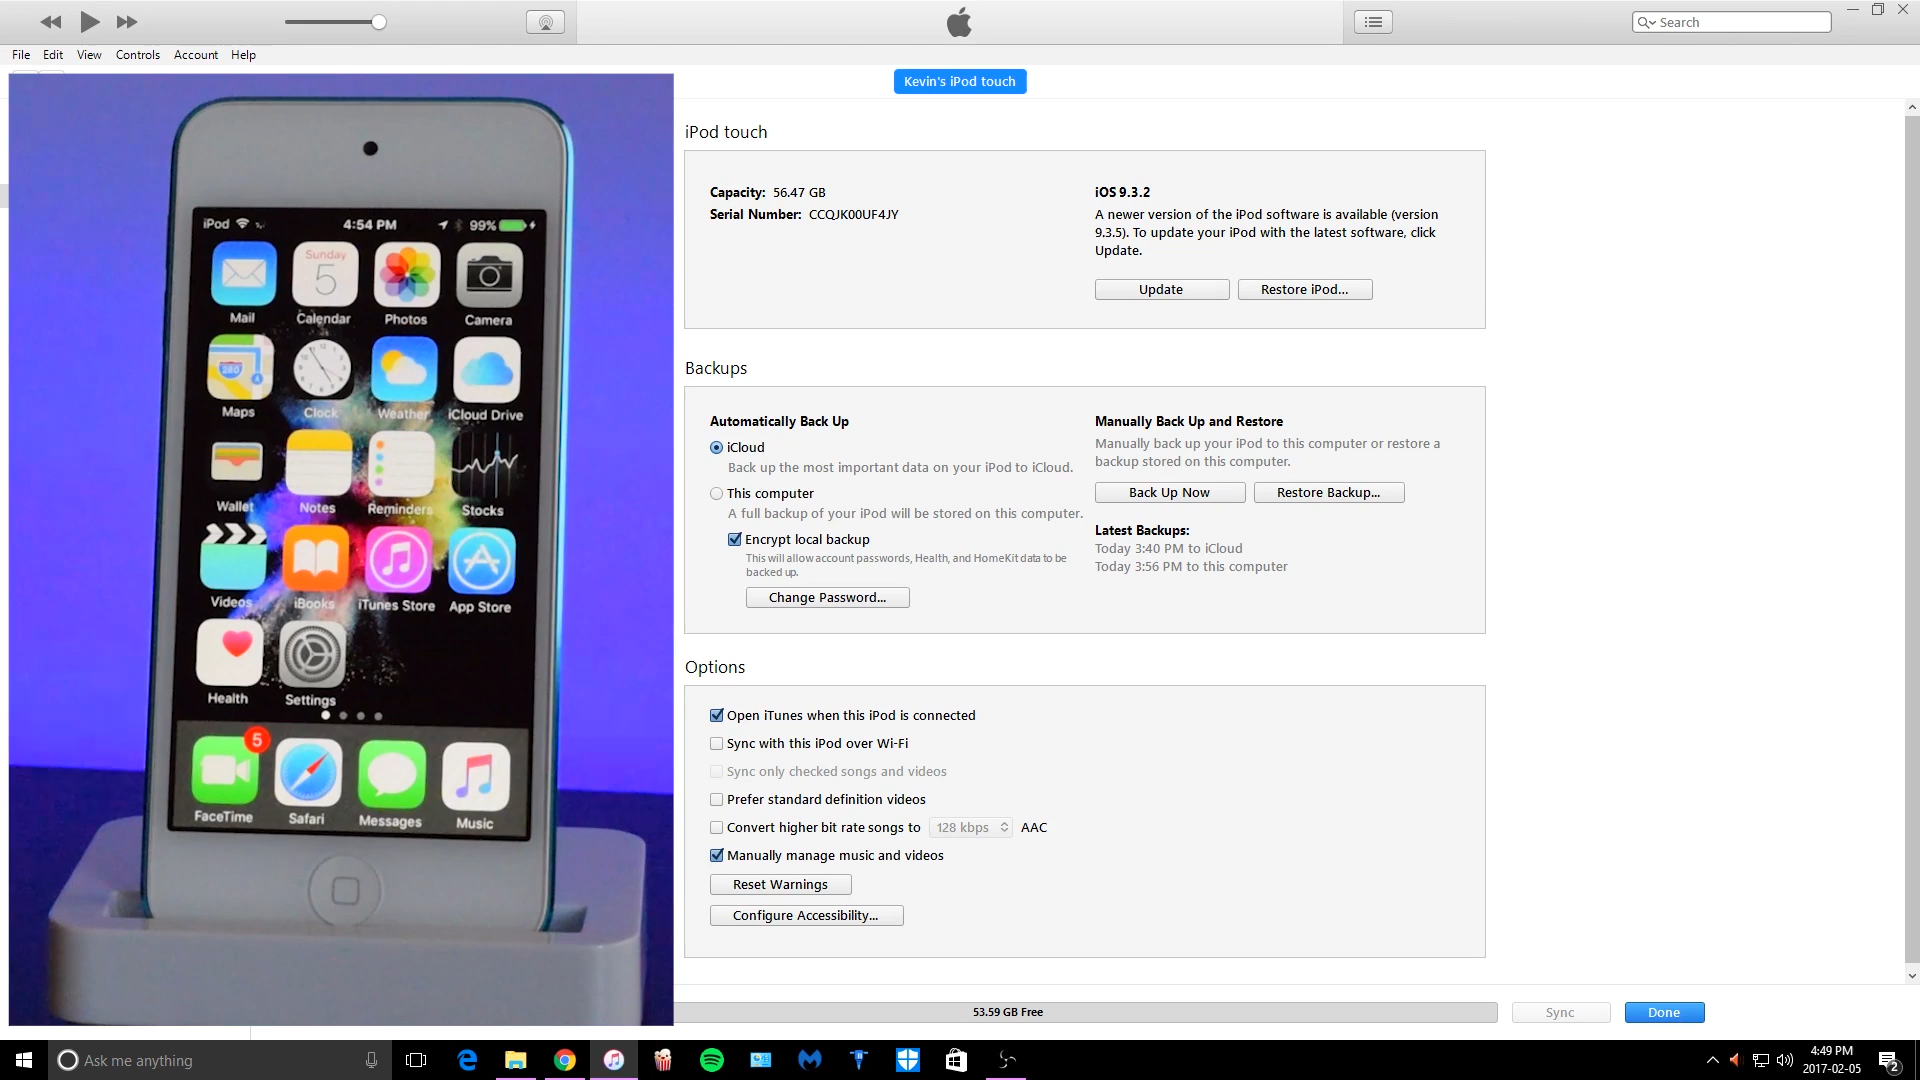 Search
File Edit View Controls Account Help
Kevin's iPod touch
iPod
4:54 PM
99%
Sunday
5
Mail
Calendar
Photos
Camera
280
Maps
Clock
Weather
iCloud Drive
Wallet
Notes
Reminders
Stocks
Videos
iBooks
iTunes Store
App Store
Health
Settings
5
FaceTime
Safari
Messages
Music
iPod touch
Capacity: 56.47 GB
Serial Number: CCQJK00UF4JY
iOS 9.3.2
A newer version of the iPod software is available (version
9.3.5). To update your iPod with the latest software, click
Update.
Update
Restore iPod...
Backups
Automatically Back Up
iCloud
Back up the most important data on your iPod to iCloud.
This computer
A full backup of your iPod will be stored on this computer.
Encrypt local backup
This will allow account passwords, Health, and HomeKit data to be
backed up.
Change Password...
Manually Back Up and Restore
Manually back up your iPod to this computer or restore a
backup stored on this computer.
Back Up Now
Restore Backup...
Latest Backups:
Today 3:40 PM to iCloud
Today 3:56 PM to this computer
Options
Open iTunes when this iPod is connected
Sync with this iPod over Wi-Fi
Sync only checked songs and videos
Prefer standard definition videos
Convert higher bit rate songs to 128 kbps AAC
Manually manage music and videos
Reset Warnings
Configure Accessibility...
53.59 GB Free
Sync
Done
Ask me anything
4:49 PM
2017-02-05
2